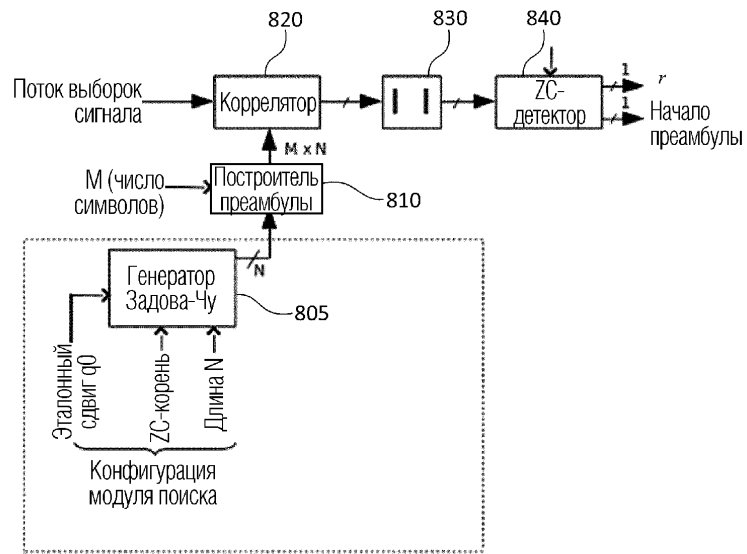 820
830
840
Поток выборок
сигнала
Коррелятор
ZC-
детектор
1
r
1
Начало
преамбулы
M x N
M (число
символов)
Построитель
преамбулы
810
N
Генератор
Задова-Чу
805
Эталонный
сдвиг q0
ZC-корень
Длина N
Конфигурация
модуля поиска